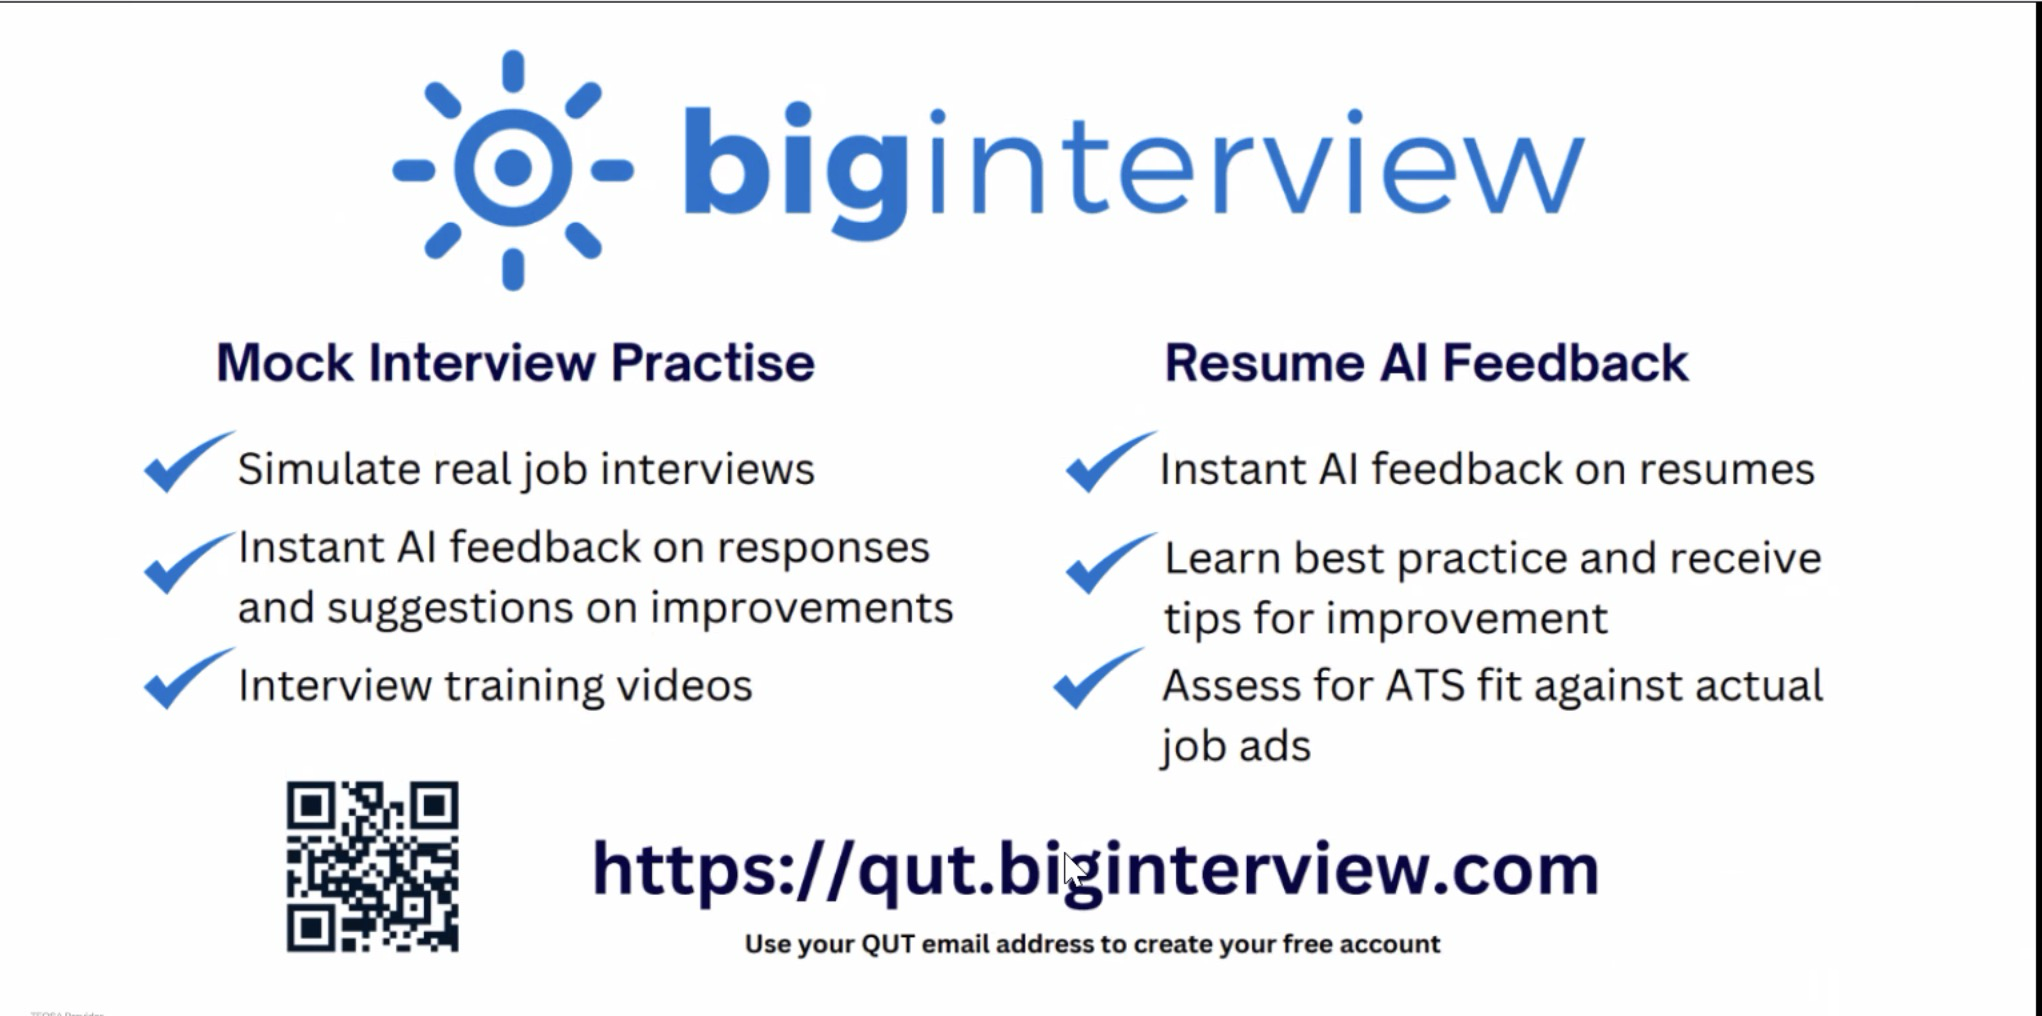 biginterview
Mock Interview Practise
Simulate real job interviews
Instant AI feedback on responses
and suggestions on improvements
Interview training videos
Resume AI Feedback
Instant AI feedback on resumes
Learn best practice and receive
tips for improvement
Assess for ATS fit against actual
job ads
https://qut.biginterview.com
Use your QUT email address to create your free account